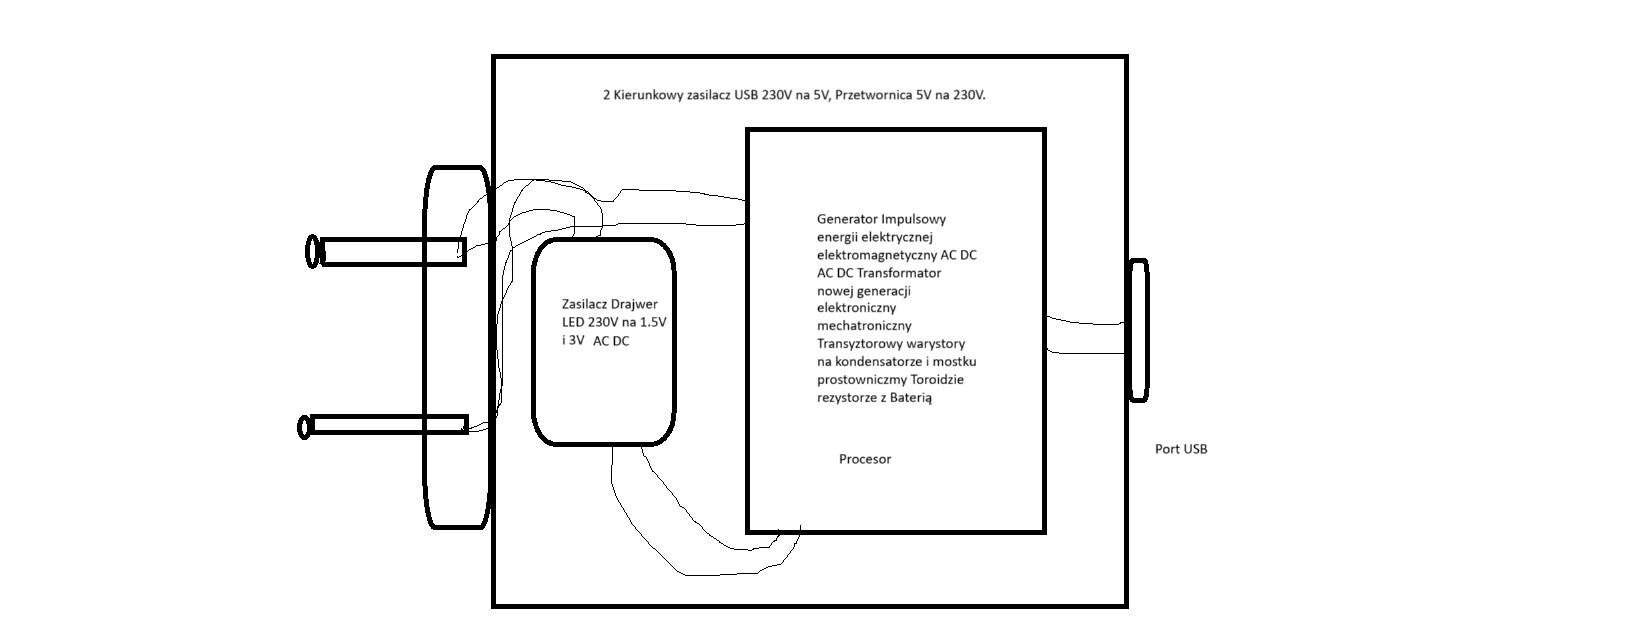 2 Kierunkowy zasilacz USB 230V na 5V, Przetwornica 5V na 230V.
Generator Impulsowy
energii elektrycznej
elektromagnetyczny AC DC
AC DC Transformator
nowej generacji
elektroniczny
mechatroniczny
Transyztorowy warystory
na kondensatorze i mostku
prostowniczmy Toroidzie
rezystorze z Baterią
Procesor
Zasilacz Drajwer
LED 230V na 1.5V
i 3V AC DC
Port USB